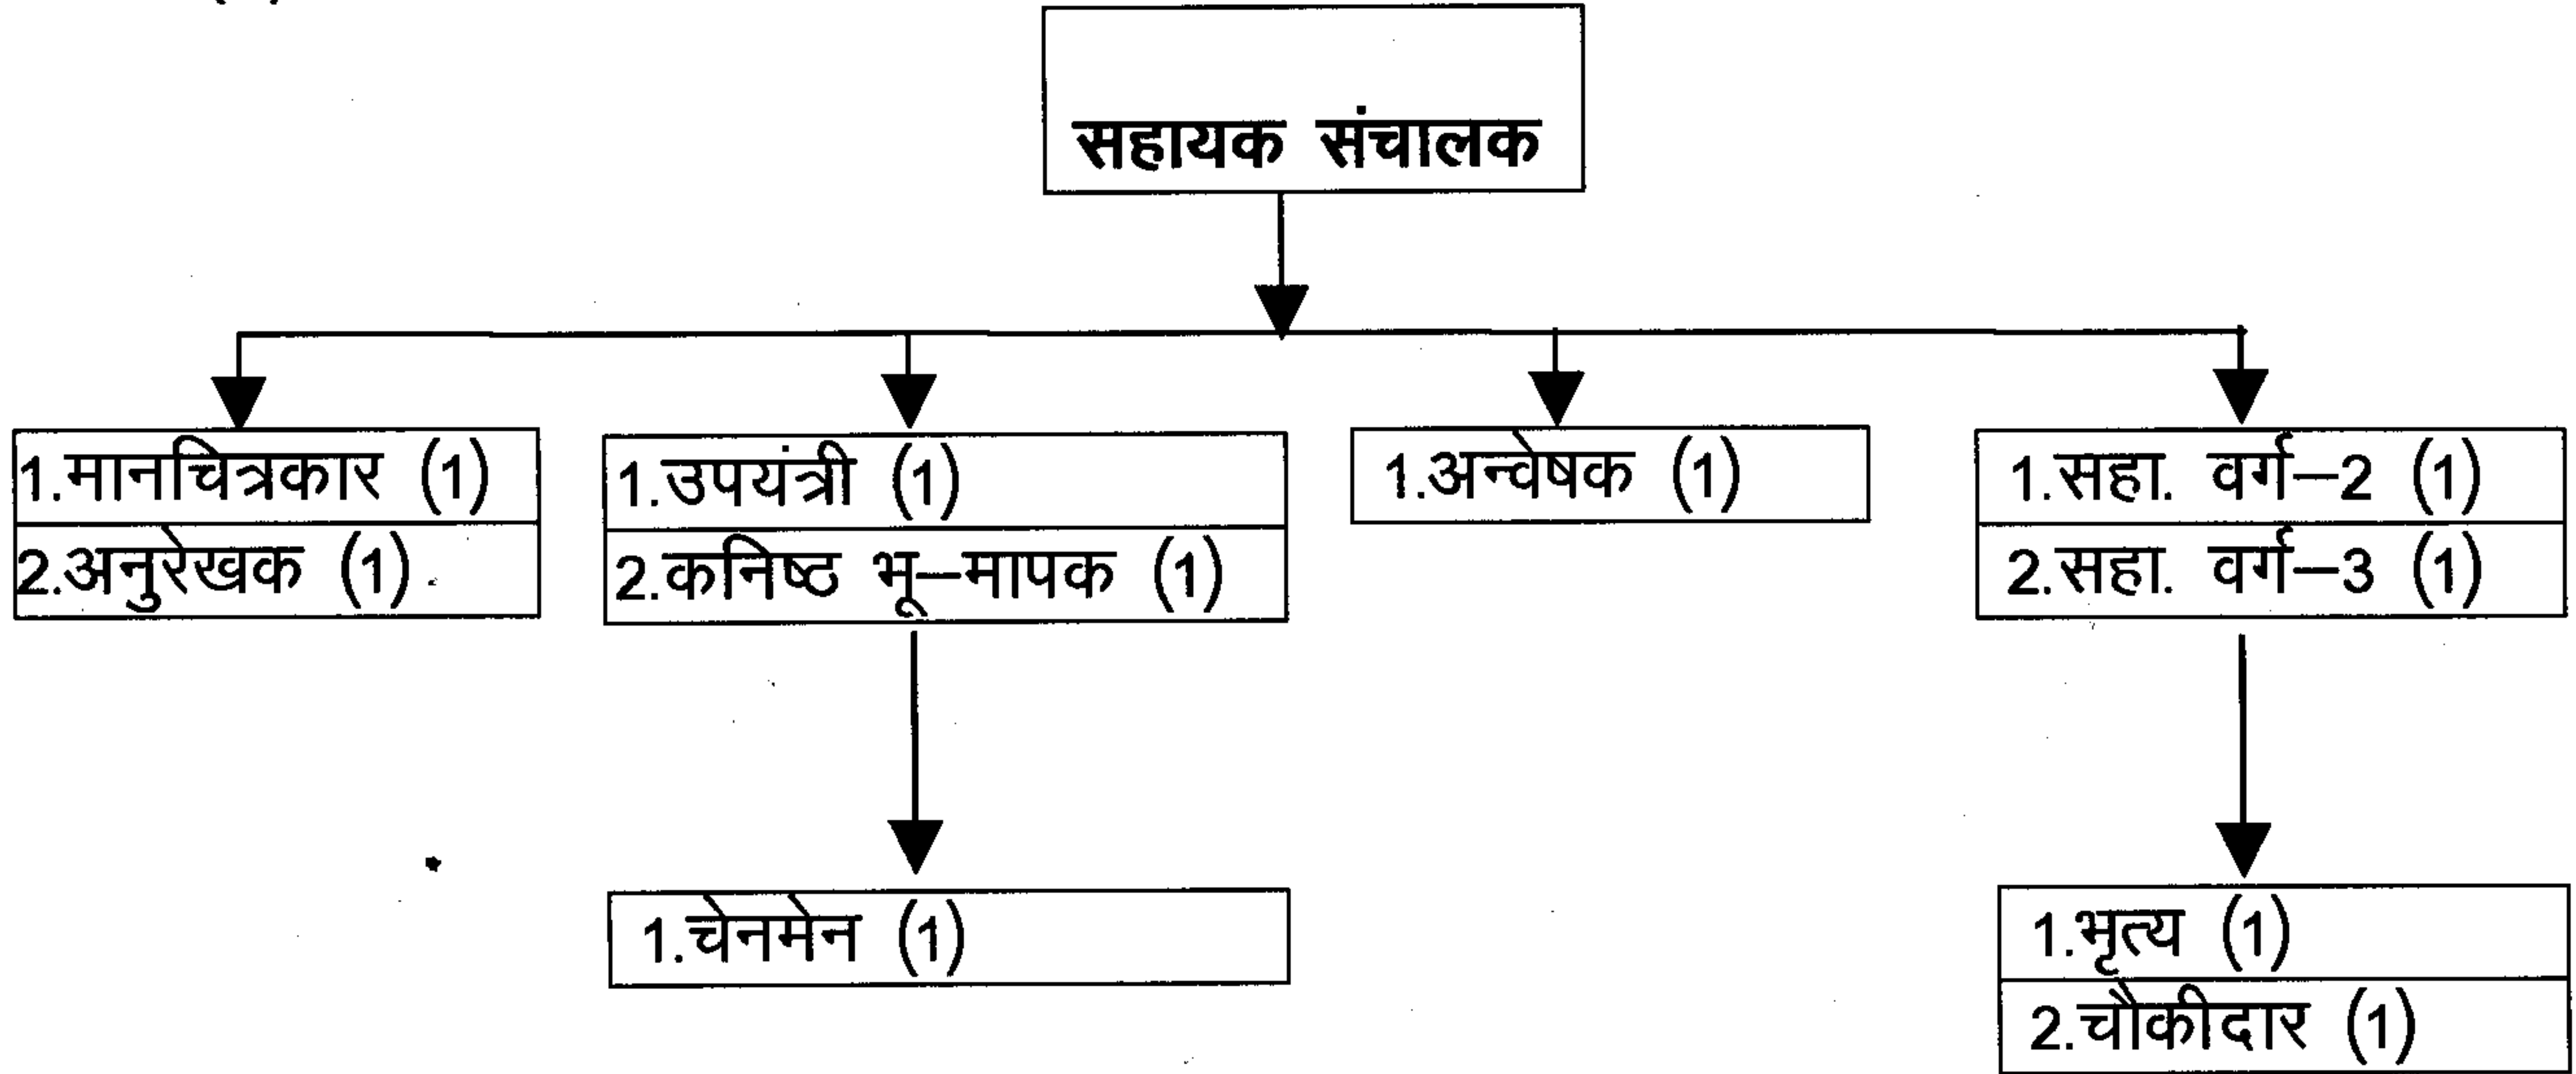 सहायक संचालक
1.मानचित्रकार (1)
2.अनुरेखक (1)
1.उपयंत्री (1)
2.कनिष्ठ भू–मापक (1)
1.अन्वेषक (1)
1.सहा. वर्ग–2 (1)
2.सहा. वर्ग–3 (1)
1.चेनमेन (1)
1.भृत्य (1)
2.चौकीदार (1)